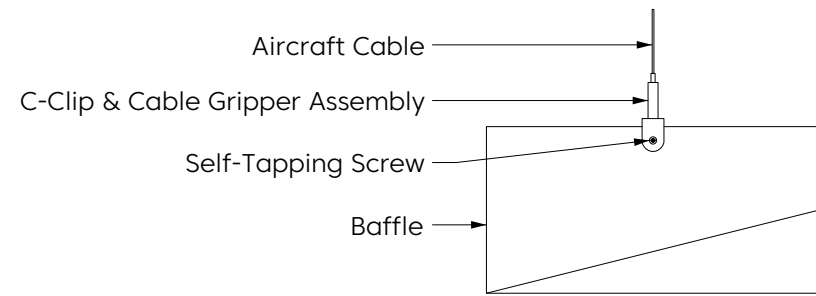 Aircraft Cable
C-Clip & Cable Gripper Assembly
Self-Tapping Screw
Baffle